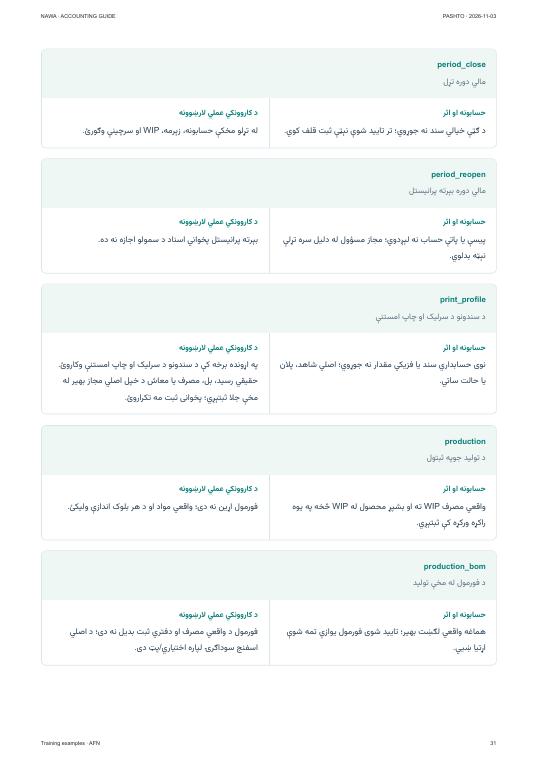 NAWA · ACCOUNTING GUIDE
PASHTO · 2026-11-03
period_close
مالي دوره تړل
حسابونه او اثر
د ګټې خیالي سند نه جوړوي؛ تر تایید شوې نېټې ثبت قلف کوي.
د کاروونکي عملي لارښوونه
له تړلو مخکې حسابونه، زېرمه، WIP او سرچینې وګورئ.
period_reopen
مالي دوره بېرته پرانیستل
حسابونه او اثر
پیسې یا پاتې حساب نه لېږدوي؛ مجاز مسؤول له دلیل سره تړلې
نېټه بدلوي.
د کاروونکي عملي لارښوونه
بېرته پرانیستل پخواني اسناد د سمولو اجازه نه ده.
print_profile
د سندونو د سرلیک او چاپ امستنې
حسابونه او اثر
نوی حسابداري سند یا فزیکي مقدار نه جوړوي؛ اصلي شاهد، پلان
یا حالت ساتي.
د کاروونکي عملي لارښوونه
په اړونده برخه کې د سندونو د سرلیک او چاپ امستنې وکاروئ.
حقیقي رسید، بل، مصرف یا معاش د خپل اصلي مجاز بهیر له
مخې جلا ثبتېږي؛ پخوانی ثبت مه تکراروئ.
production
د تولید جوپه ثبتول
حسابونه او اثر
واقعي مصرف WIP ته او بشپړ محصول له WIP څخه په یوه
راکړه ورکړه کې ثبتېږي.
د کاروونکي عملي لارښوونه
فورمول اړین نه دی؛ واقعي مواد او د هر بلوک اندازې ولیکئ.
production_bom
د فورمول له مخې تولید
حسابونه او اثر
هماغه واقعي لګښت بهیر؛ تایید شوی فورمول یوازې تمه شوې
اړتیا ښیي.
د کاروونکي عملي لارښوونه
فورمول د واقعي مصرف او دفتري ثبت بدیل نه دی؛ د اصلي
اسفنج سوداګرۍ لپاره اختیاري/پټ دی.
Training examples · AFN
31